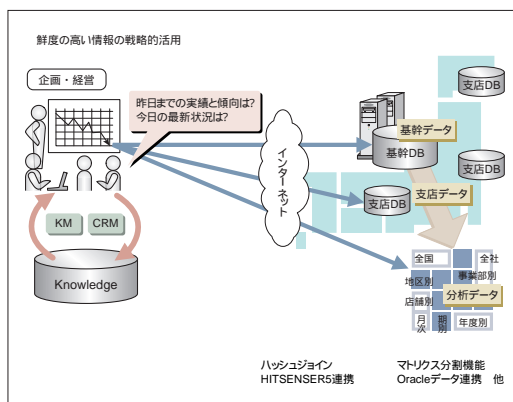 鮮度の高い情報の戦略的活用
企画・経営
昨日までの実績と傾向は?
今日の最新状況は?
KM
CRM
Knowledge
インターネット
支店DB
基幹データ
基幹DB
支店DB
支店データ
支店DB
全国
全社
地区別
事業部別
店舗別
分析データ
月次
期別
年度別
ハッシュジョイン
HITSENSER5連携
マトリクス分割機能
Oracleデータ連携 他